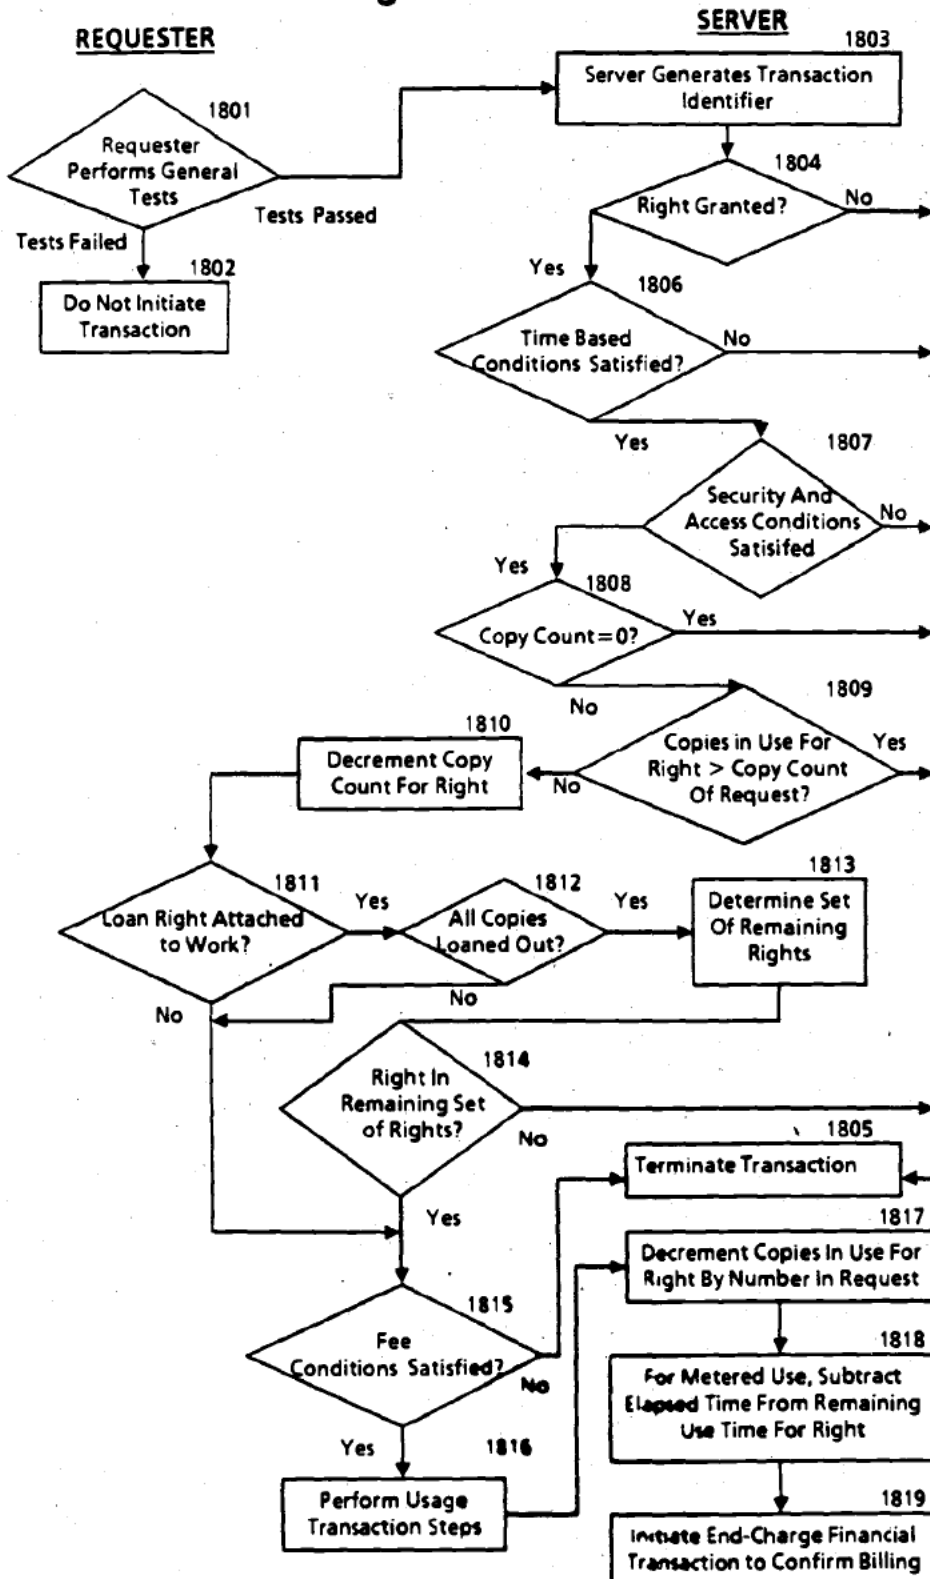 REQUESTER
SERVER
1803
Server Generates Transaction
Identifier
1801
Requester
Performs General
Tests
Tests Passed
Tests Failed
1802
Do Not Initiate
Transaction
1804
Right Granted?
No
Yes
1806
Time Based
Conditions Satisfied?
No
Yes
1807
Security And
Access Conditions
Satisifed
No
Yes
1808
Copy Count=0?
Yes
No
1809
Copies in Use For
Right > Copy Count
Of Request?
Yes
No
1810
Decrement Copy
Count For Right
1811
Loan Right Attached
to Work?
Yes
No
1812
All Copies
Loaned Out?
Yes
No
1813
Determine Set
Of Remaining
Rights
1814
Right In
Remaining Set
of Rights?
No
Yes
1805
Terminate Transaction
1815
Fee
Conditions Satisfied?
No
Yes
1816
Perform Usage
Transaction Steps
1817
Decrement Copies In Use For
Right By Number In Request
1818
For Metered Use, Subtract
Elapsed Time From Remaining
Use Time For Right
1819
Initiate End-Charge Financial
Transaction to Confirm Billing